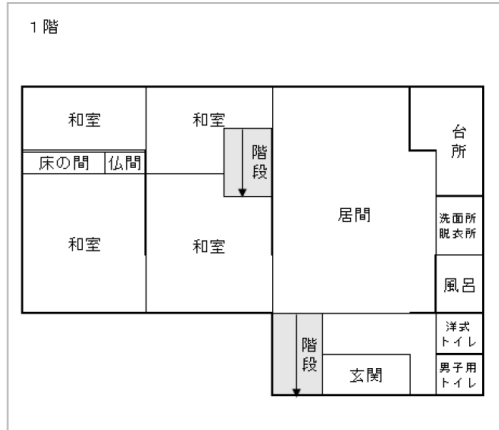 1階
和室
和室
台
所
床の間
仏間
階
段
居間
洗面所
脱衣所
和室
和室
風呂
洋式
トイレ
階
段
玄関
男子用
トイレ